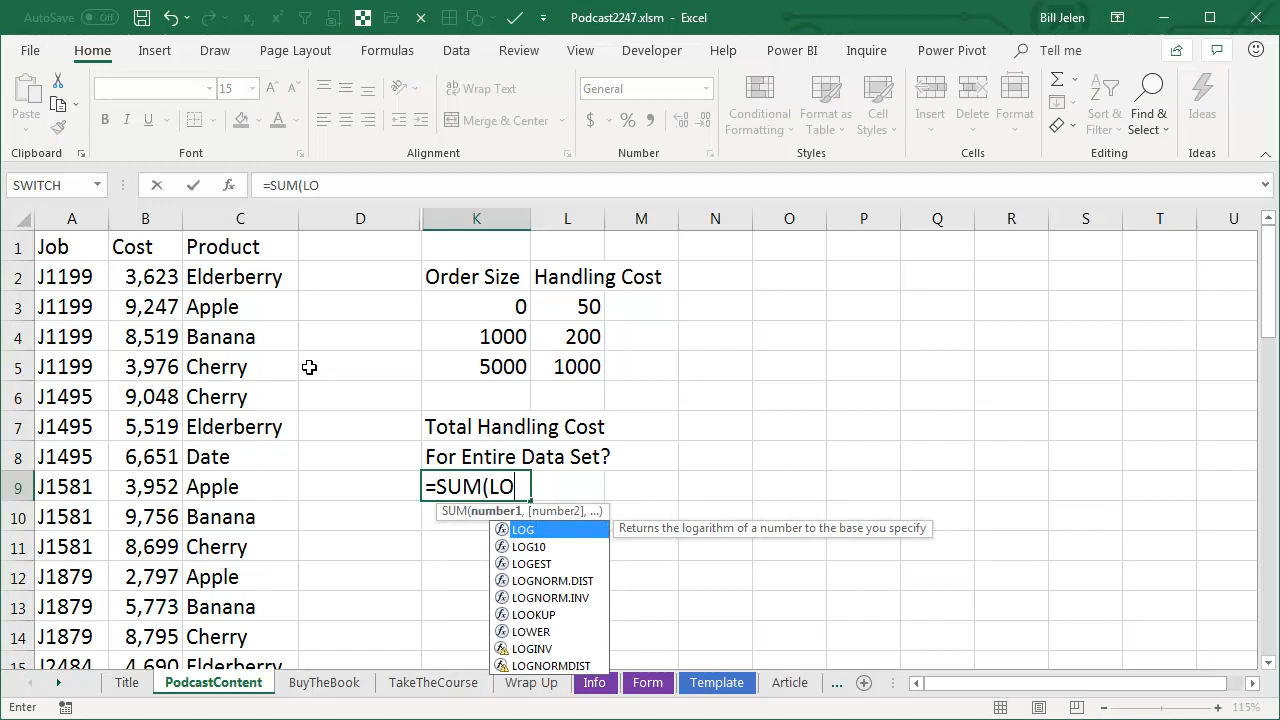 AutoSave Off Podcast2247.xlsm - Excel Bill Jelen
File Home Insert Draw Page Layout Formulas Data Review View Developer Help Power BI Inquire Power Pivot Tell me
Paste 15 Wrap Text General Conditional Format as Cell Insert Delete Format Sort & Find & Ideas
Merge & Center $ % Formatting Table Styles Filter Select
Clipboard Font Alignment Number Styles Cells Editing Ideas
SWITCH fx =SUM(LO
A B C D K L M N O P Q R S T U
1 Job Cost Product
2 J1199 3,623 Elderberry Order Size Handling Cost
3 J1199 9,247 Apple 0 50
4 J1199 8,519 Banana 1000 200
5 J1199 3,976 Cherry 5000 1000
6 J1495 9,048 Cherry
7 J1495 5,519 Elderberry Total Handling Cost
8 J1495 6,651 Date For Entire Data Set?
9 J1581 3,952 Apple =SUM(LO
SUM(number1, [number2], ...)
10 J1581 9,756 Banana
LOG Returns the logarithm of a number to the base you specify
11 J1581 8,699 Cherry LOG10
LOGEST
12 J1879 2,797 Apple LOGNORM.DIST
LOGNORM.INV
13 J1879 5,773 Banana LOOKUP
LOWER
14 J1879 8,795 Cherry LOGINV
15 J2484 4,690 Elderberry LOGNORMDIST
Title PodcastContent BuyTheBook TakeTheCourse Wrap Up Info Form Template Article ...
Enter 115%